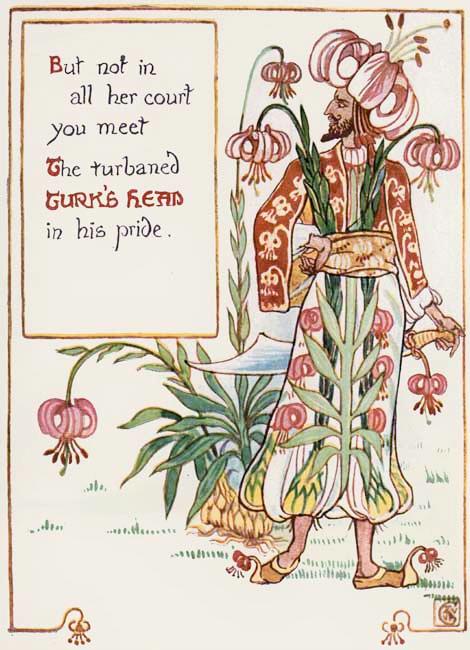 But not in
all her court
you meet
The turbaned
TURK'S HEAD
in his pride.